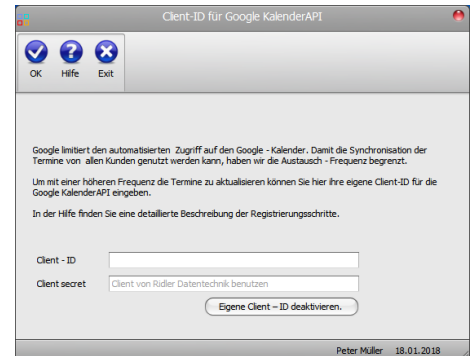 Client-ID für Google KalenderAPI
OK Hilfe Exit
Google limitiert den automatisierten Zugriff auf den Google - Kalender. Damit die Synchronisation der
Termine von allen Kunden genutzt werden kann, haben wir die Austausch - Frequenz begrenzt.
Um mit einer höheren Frequenz die Termine zu aktualisieren können Sie hier ihre eigene Client-ID für die
Google KalenderAPI eingeben.
In der Hilfe finden Sie eine detaillierte Beschreibung der Registrierungsschritte.
Client - ID
Client secret Client von Ridler Datentechnik benutzen
Eigene Client – ID deaktivieren.
Peter Müller 18.01.2018